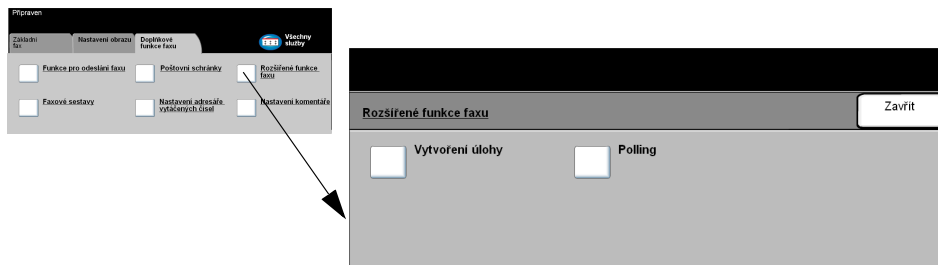 Připraven
Základní
fax
Nastavení obrazu
Doplňkové
funkce faxu
Všechny
služby
Funkce pro odeslání faxu
Poštovní schránky
Rozšířené funkce
faxu
Faxové sestavy
Nastavení adresáře
vytáčených čísel
Nastavení komentáře
Rozšířené funkce faxu
Zavřít
Vytvoření úlohy
Polling